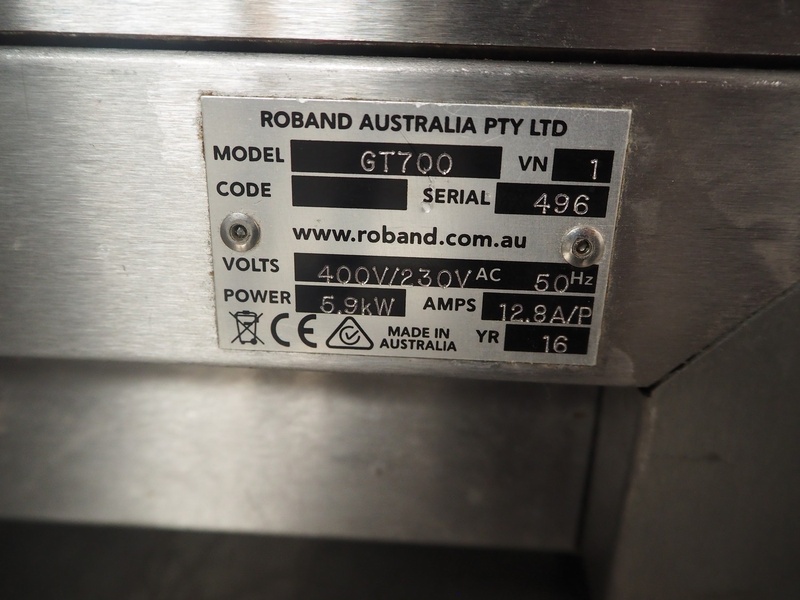 ROBAND AUSTRALIA PTY LTD
MODEL GT700 VN 1
CODE SERIAL 496
www.roband.com.au
VOLTS 400V/230V AC 50Hz
POWER 5.9kW AMPS 12.8A/P
CE MADE IN AUSTRALIA YR 16